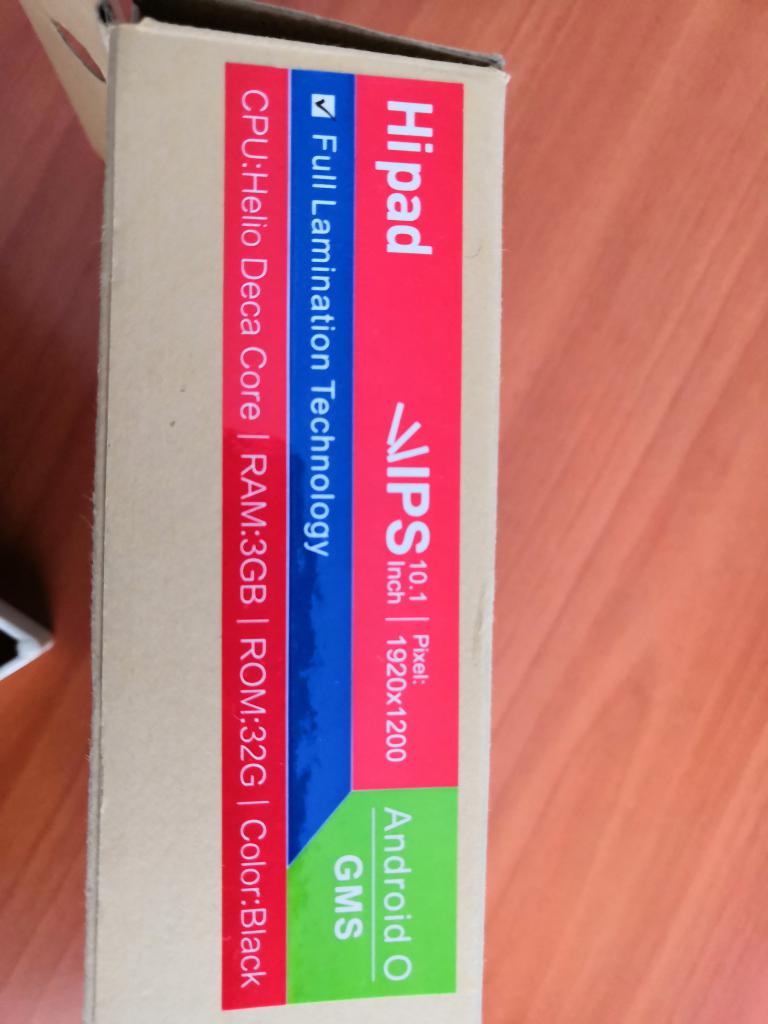 Hipad
IPS 10.1 Inch | Pixel: 1920x1200
Android O
GMS
Full Lamination Technology
CPU:Helio Deca Core | RAM:3GB | ROM:32G | Color:Black